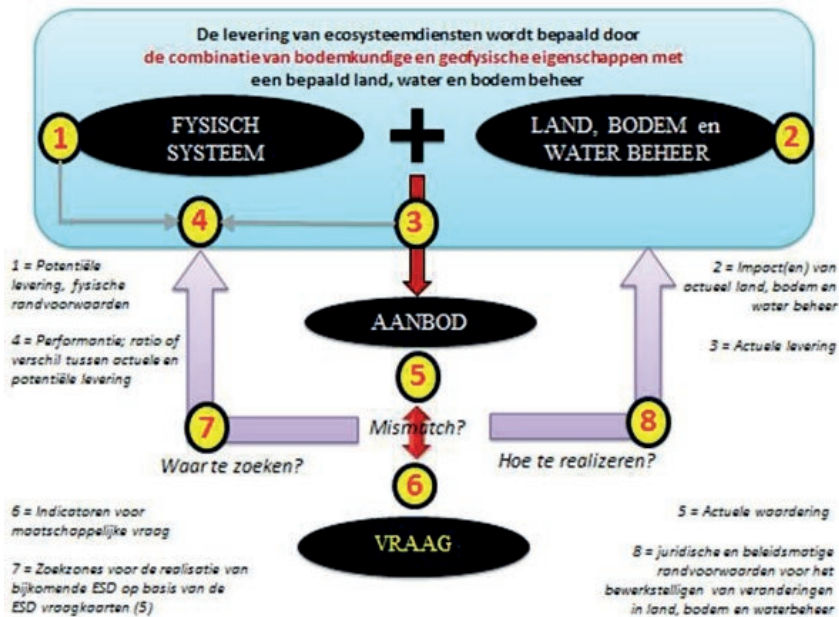 De levering van ecosysteemdiensten wordt bepaald door
de combinatie van bodemkundige en geofysische eigenschappen met
een bepaald land, water en bodem beheer
1
FYSISCH
SYSTEEM
+
LAND, BODEM en
WATER BEHEER
2
4
3
1 = Potentiële
levering, fysische
randvoorwaarden
4 = Performantie; ratio of
verschil tussen actuele en
potentiële levering
2 = Impact(en) van
actueel land, bodem en
water beheer
3 = Actuele levering
AANBOD
5
7
Mismatch?
8
Waar te zoeken?
Hoe te realizeren?
6
6 = Indicatoren voor
maatschappelijke vraag
7 = Zoekzones voor de realisatie van
bijkomende ESD op basis van de
ESD vraagkaarten (5)
VRAAG
5 = Actuele waardering
8 = juridische en beleidsmatige
randvoorwaarden voor het
bewerkstelligen van veranderingen
in land, bodem en waterbeheer